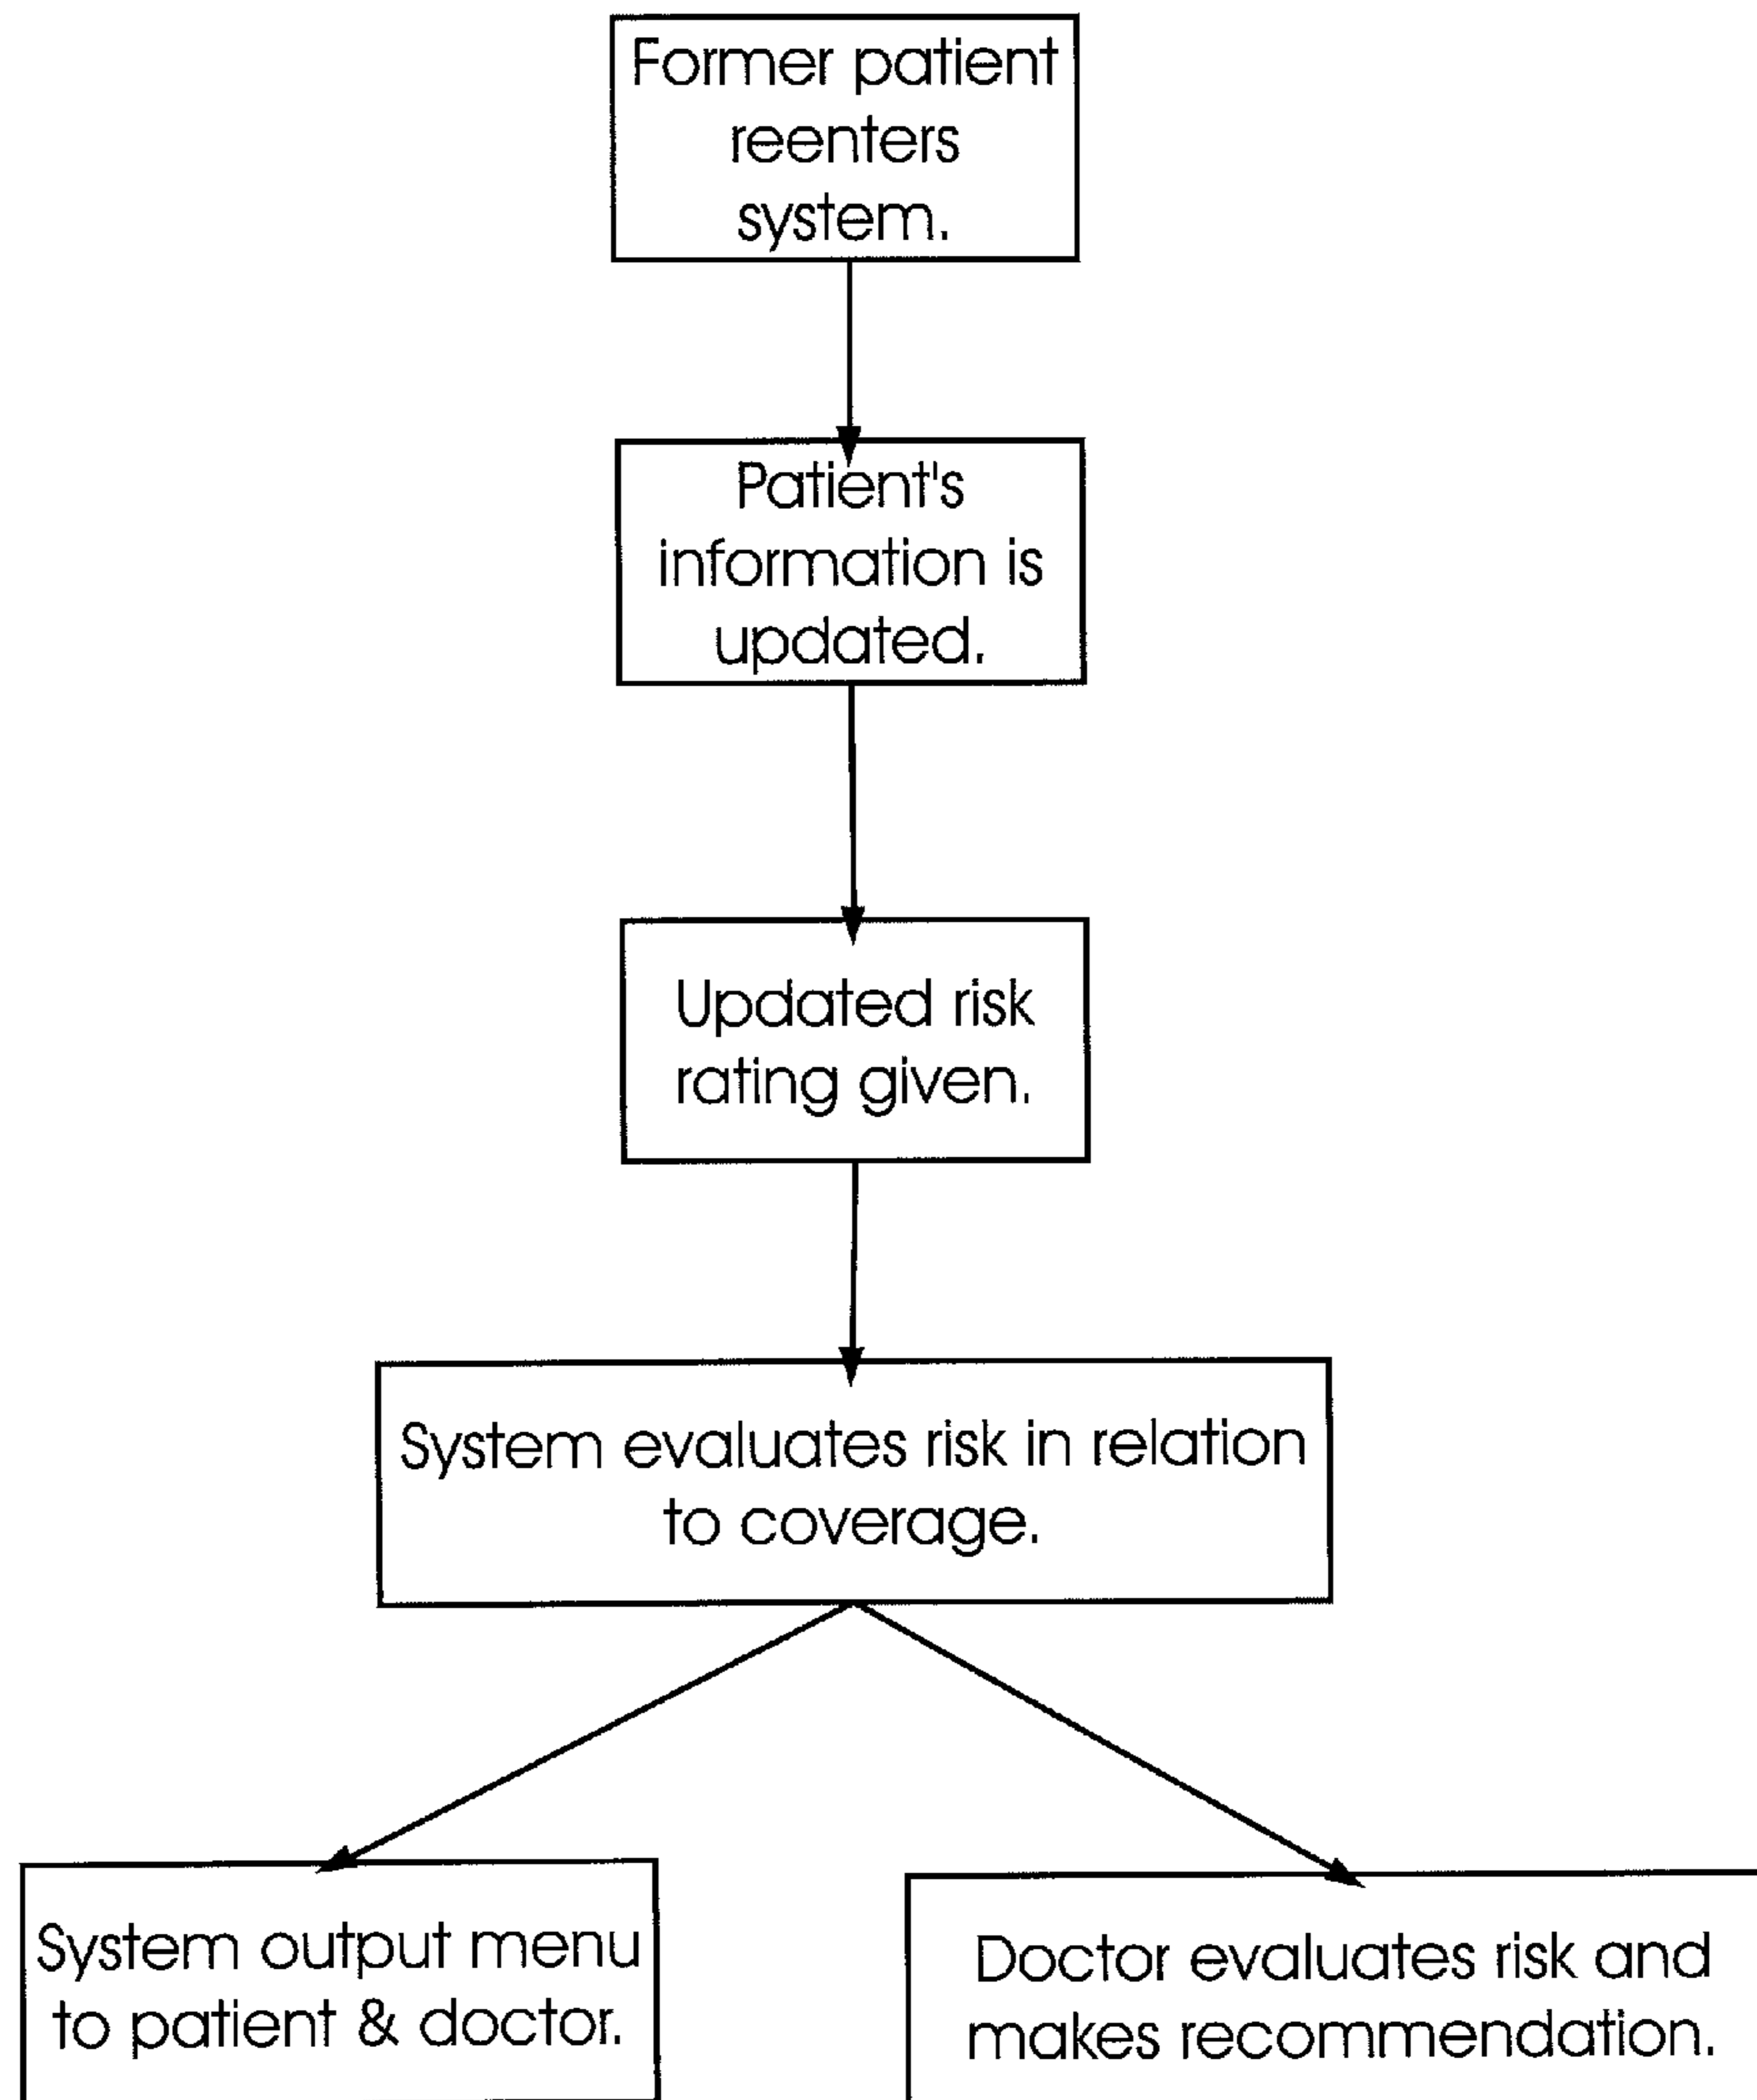 Former patient
reenters
system.
Patient's
information is
updated.
Updated risk
rating given.
System evaluates risk in relation
to coverage.
System output menu
to patient & doctor.
Doctor evaluates risk and
makes recommendation.